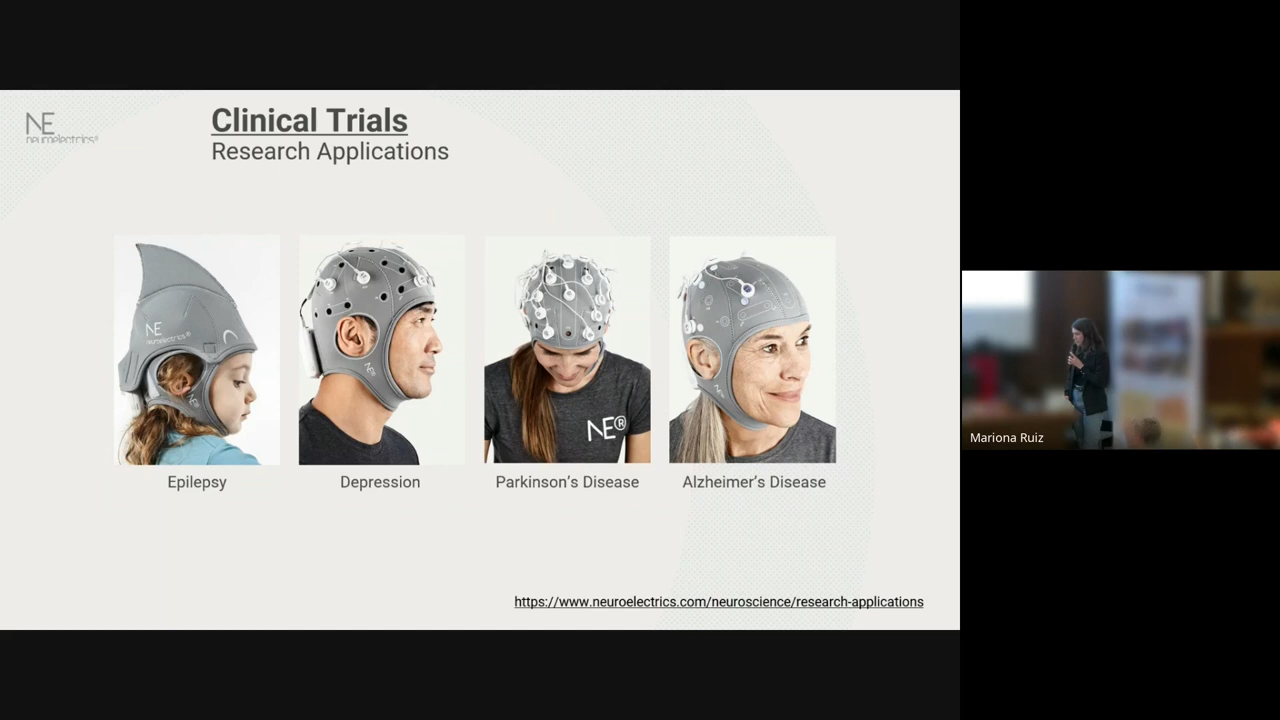 NE
neuroelectrics®
Clinical Trials
Research Applications
NE
neuroelectrics®
NE®
Epilepsy
Depression
Parkinson's Disease
Alzheimer's Disease
https://www.neuroelectrics.com/neuroscience/research-applications
Mariona Ruiz